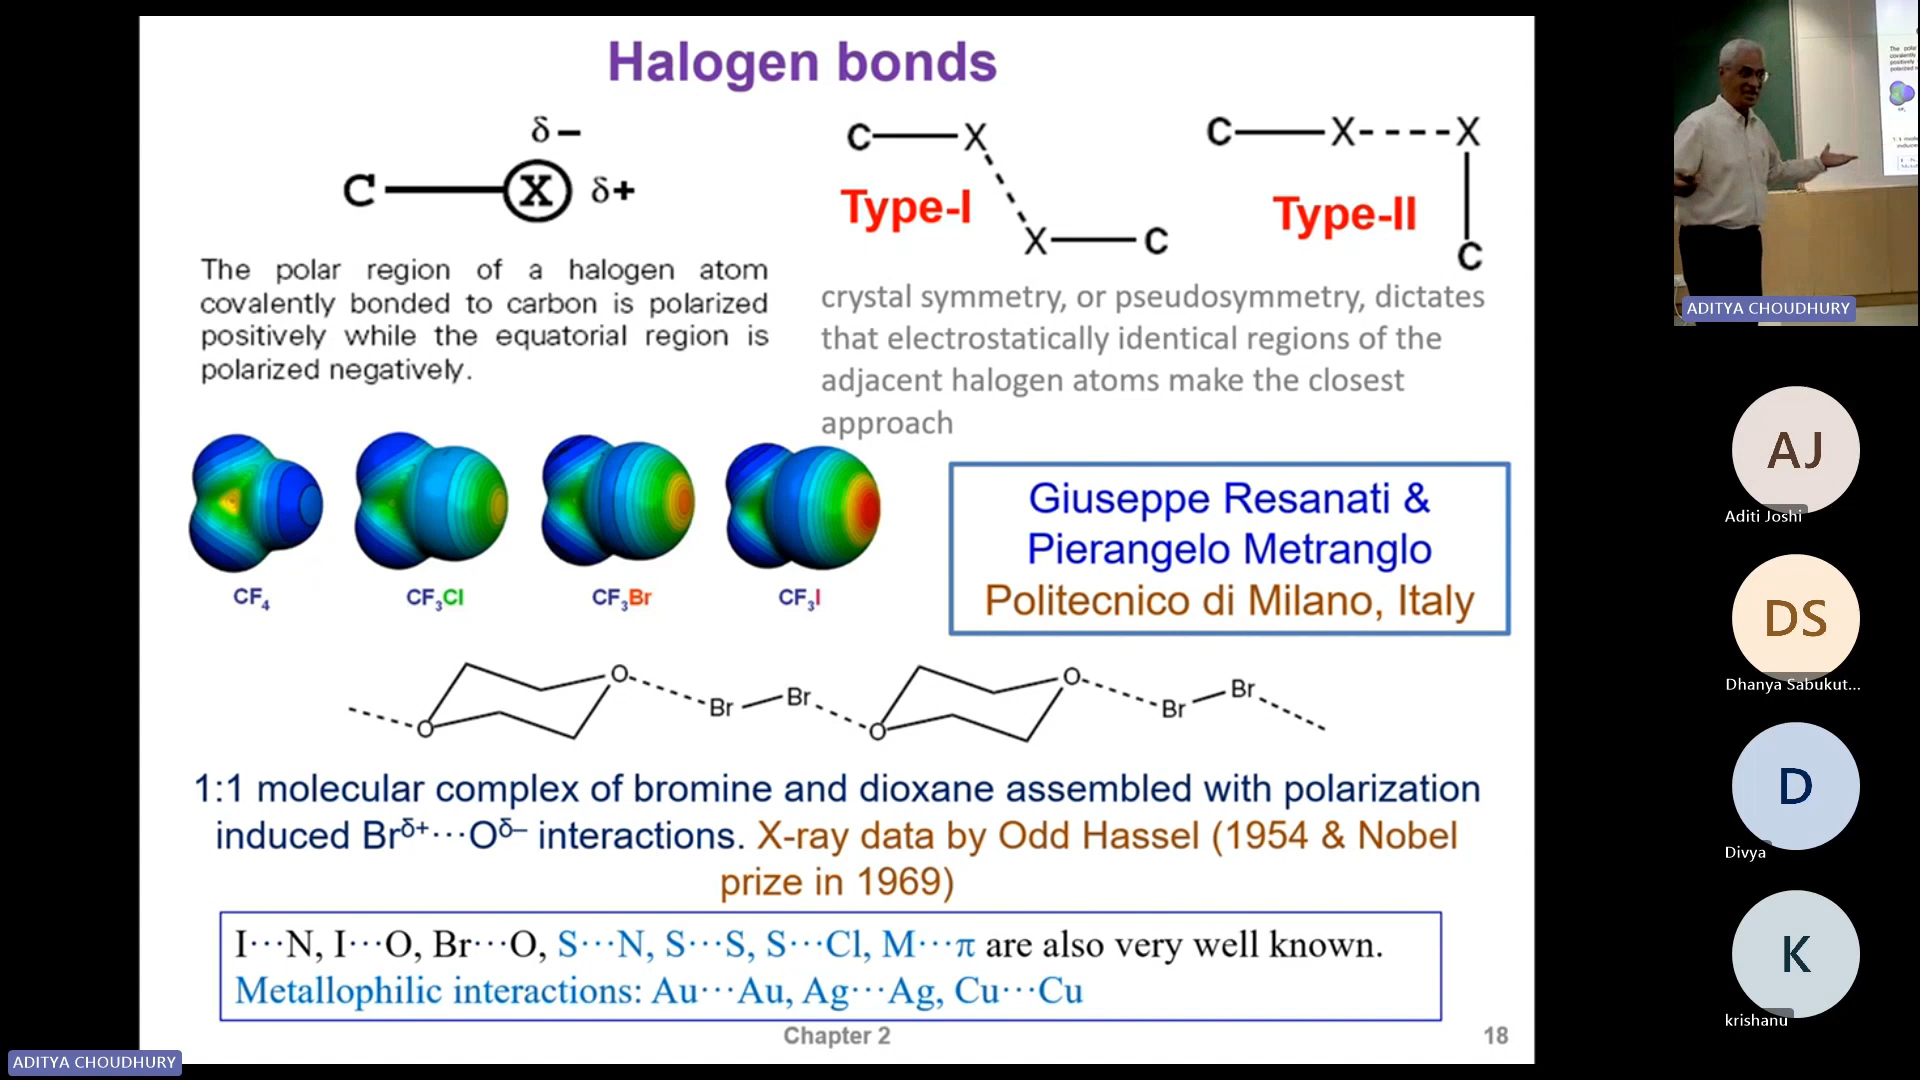 Halogen bonds
δ −
C X δ+
The polar region of a halogen atom
covalently bonded to carbon is polarized
positively while the equatorial region is
polarized negatively.
C X
Type-I
X C
C X X
Type-II
C
crystal symmetry, or pseudosymmetry, dictates
that electrostatically identical regions of the
adjacent halogen atoms make the closest
approach
CF₄ CF₃Cl CF₃Br CF₃I
Giuseppe Resanati &
Pierangelo Metranglo
Politecnico di Milano, Italy
O Br Br O O Br Br
O
1:1 molecular complex of bromine and dioxane assembled with polarization
induced Brδ+···Oδ– interactions. X-ray data by Odd Hassel (1954 & Nobel
prize in 1969)
I···N, I···O, Br···O, S···N, S···S, S···Cl, M···π are also very well known.
Metallophilic interactions: Au···Au, Ag···Ag, Cu···Cu
Chapter 2
18
ADITYA CHOUDHURY
ADITYA CHOUDHURY
AJ
Aditi Joshi
DS
Dhanya Sabukut...
D
Divya
K
krishanu